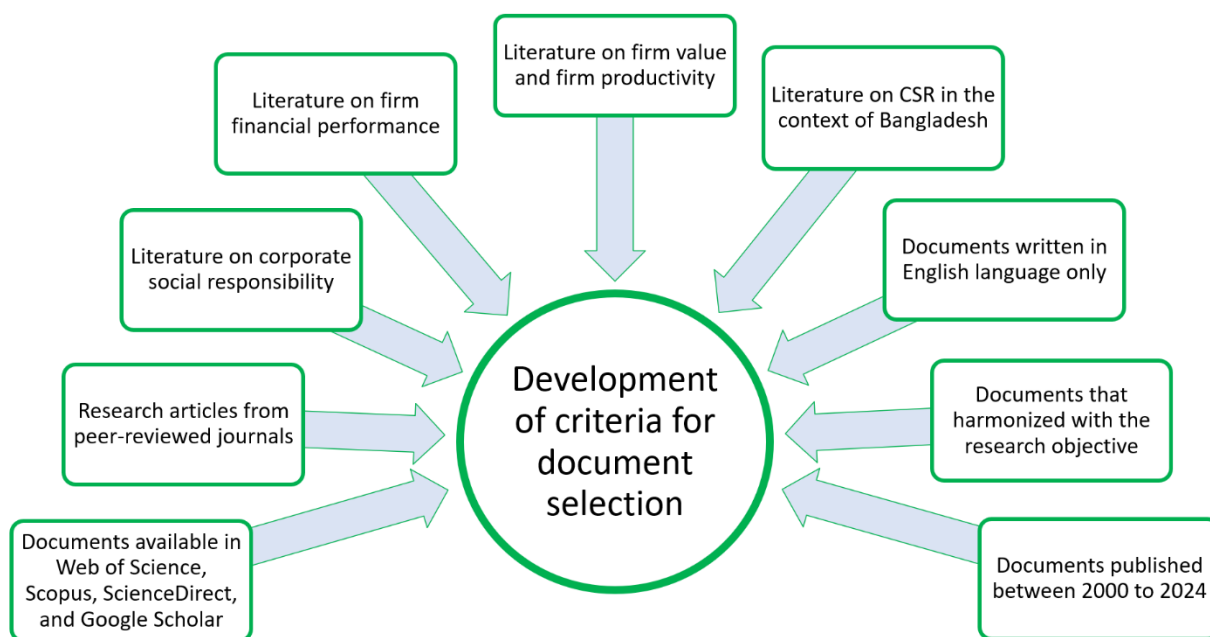 Literature on firm value
and firm productivity
Literature on firm
financial performance
Literature on CSR in the
context of Bangladesh
Literature on corporate
social responsibility
Documents written in
English language only
Research articles from
peer-reviewed journals
Development
of criteria for
document
selection
Documents that
harmonized with the
research objective
Documents available in
Web of Science,
Scopus, ScienceDirect,
and Google Scholar
Documents published
between 2000 to 2024